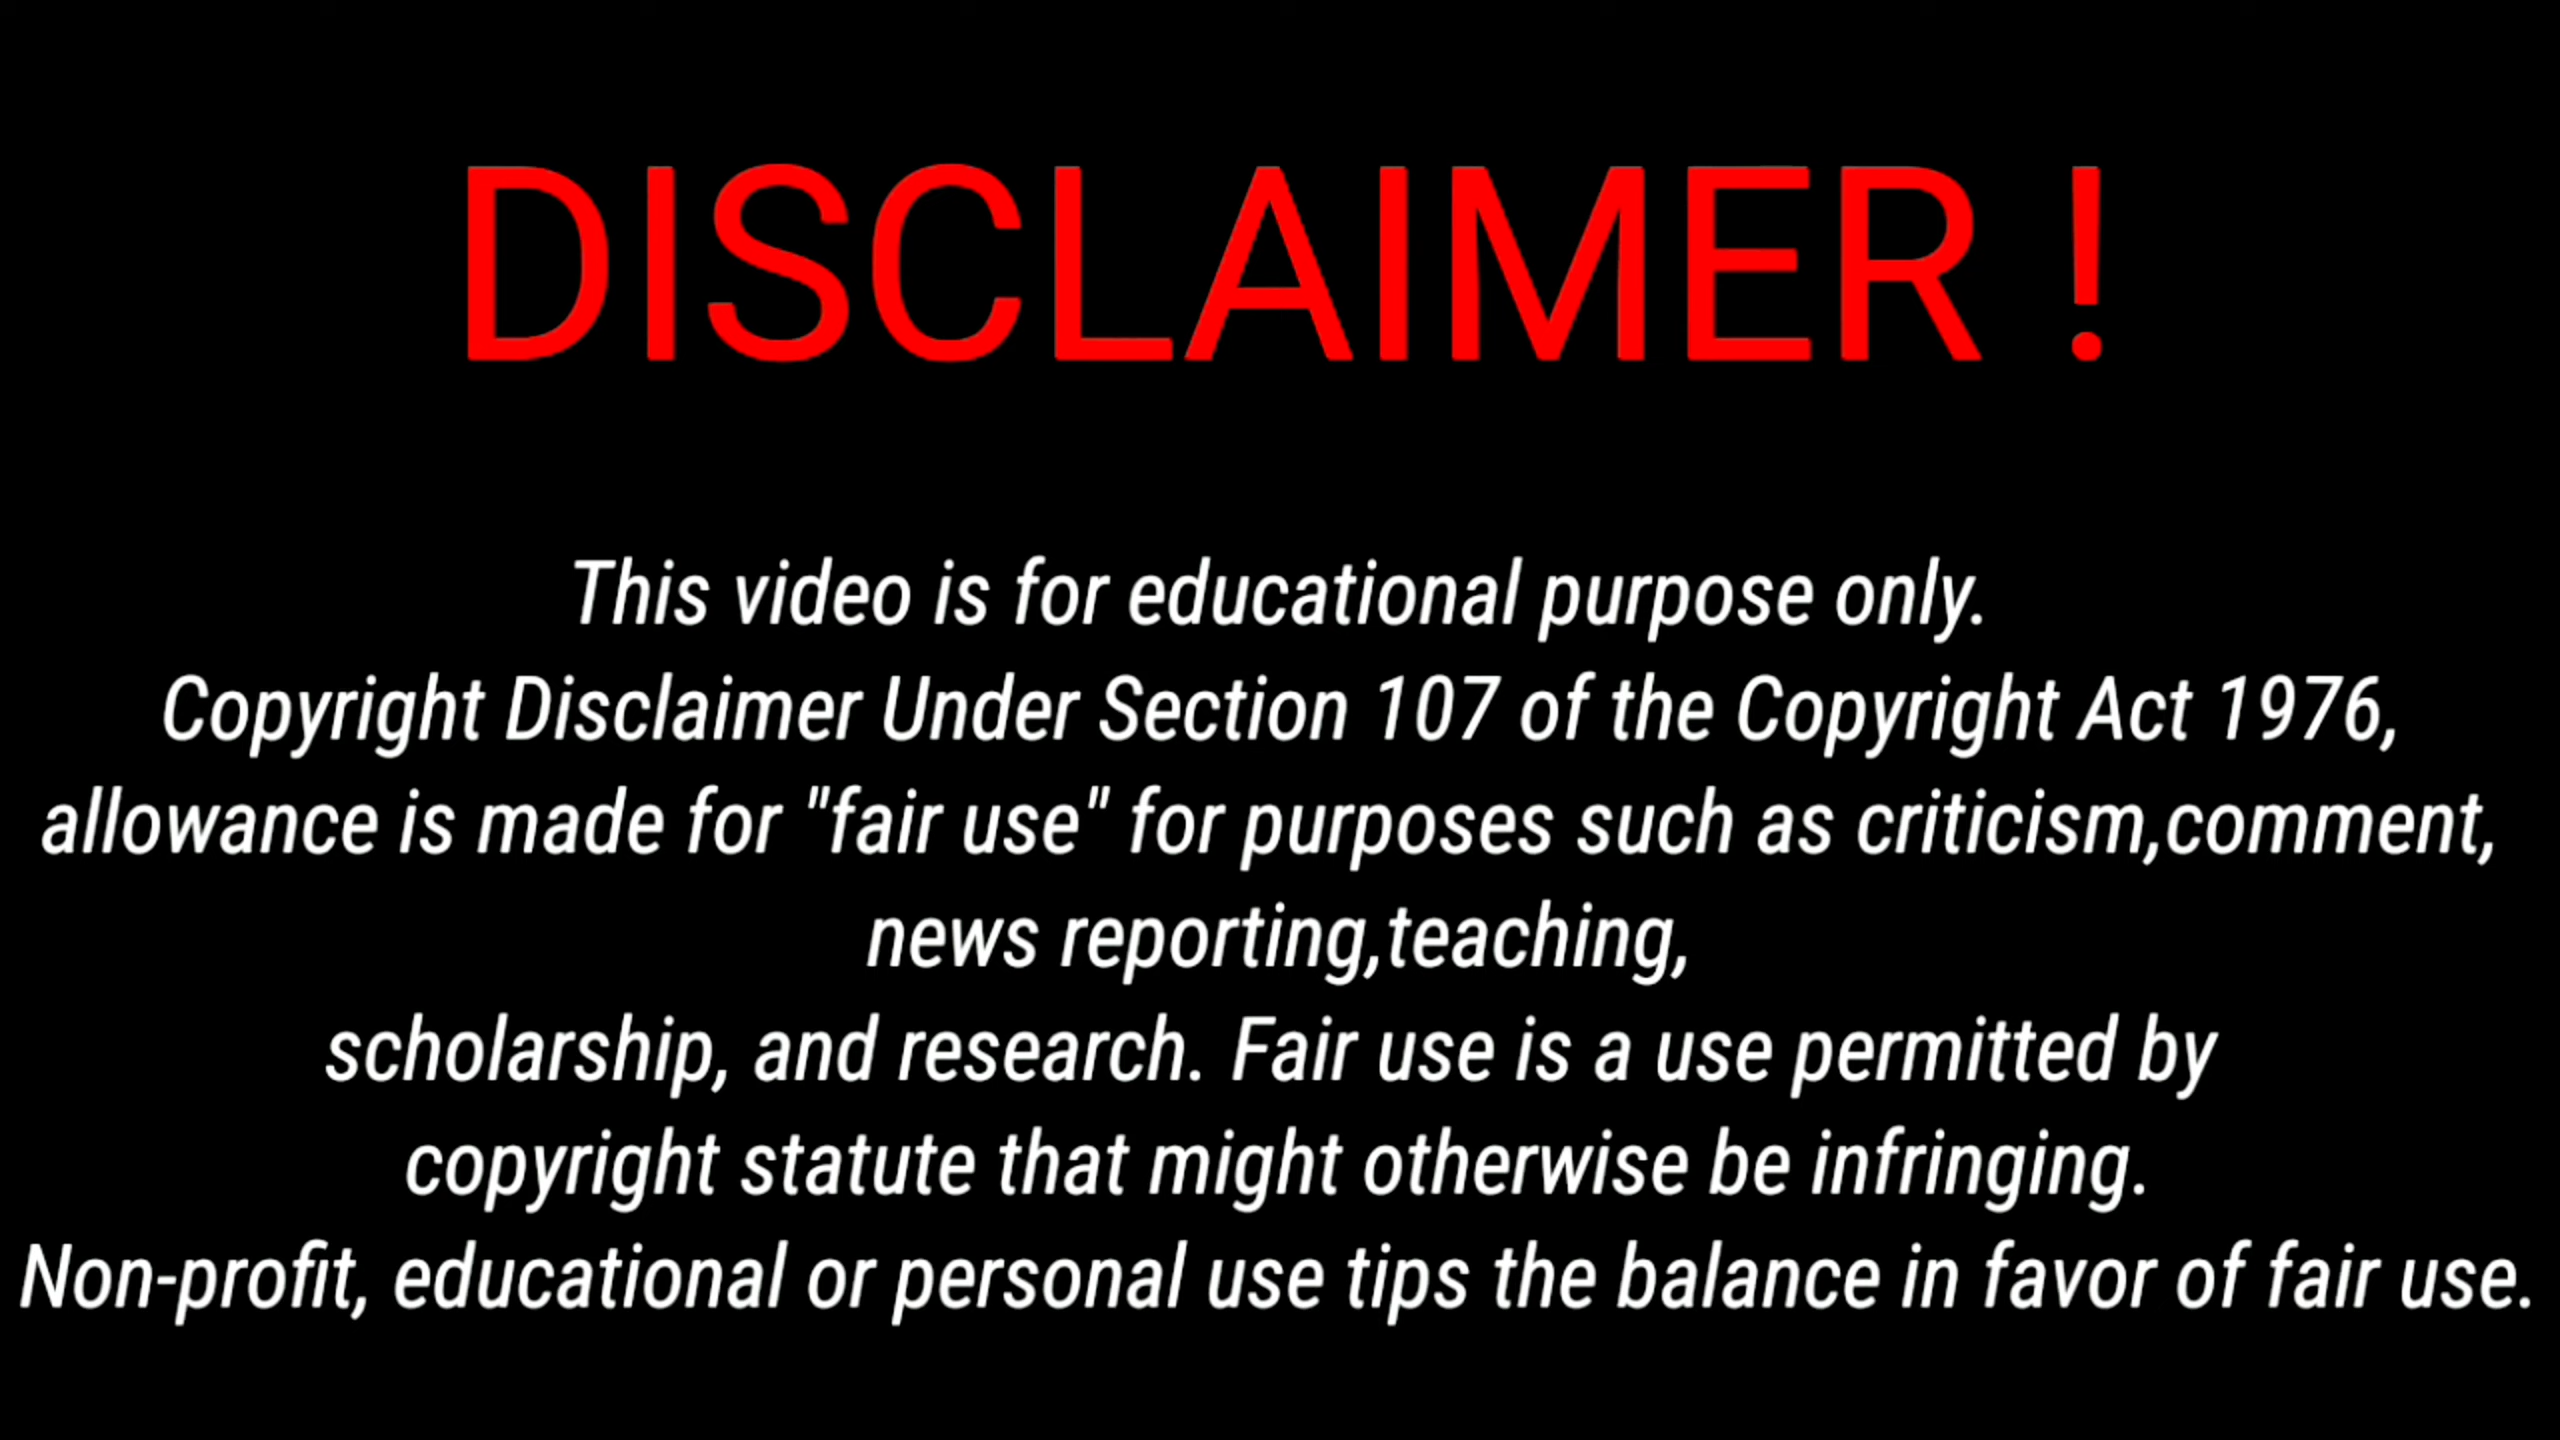 DISCLAIMER !
This video is for educational purpose only.
Copyright Disclaimer Under Section 107 of the Copyright Act 1976,
allowance is made for "fair use" for purposes such as criticism,comment,
news reporting,teaching,
scholarship, and research. Fair use is a use permitted by
copyright statute that might otherwise be infringing.
Non-profit, educational or personal use tips the balance in favor of fair use.